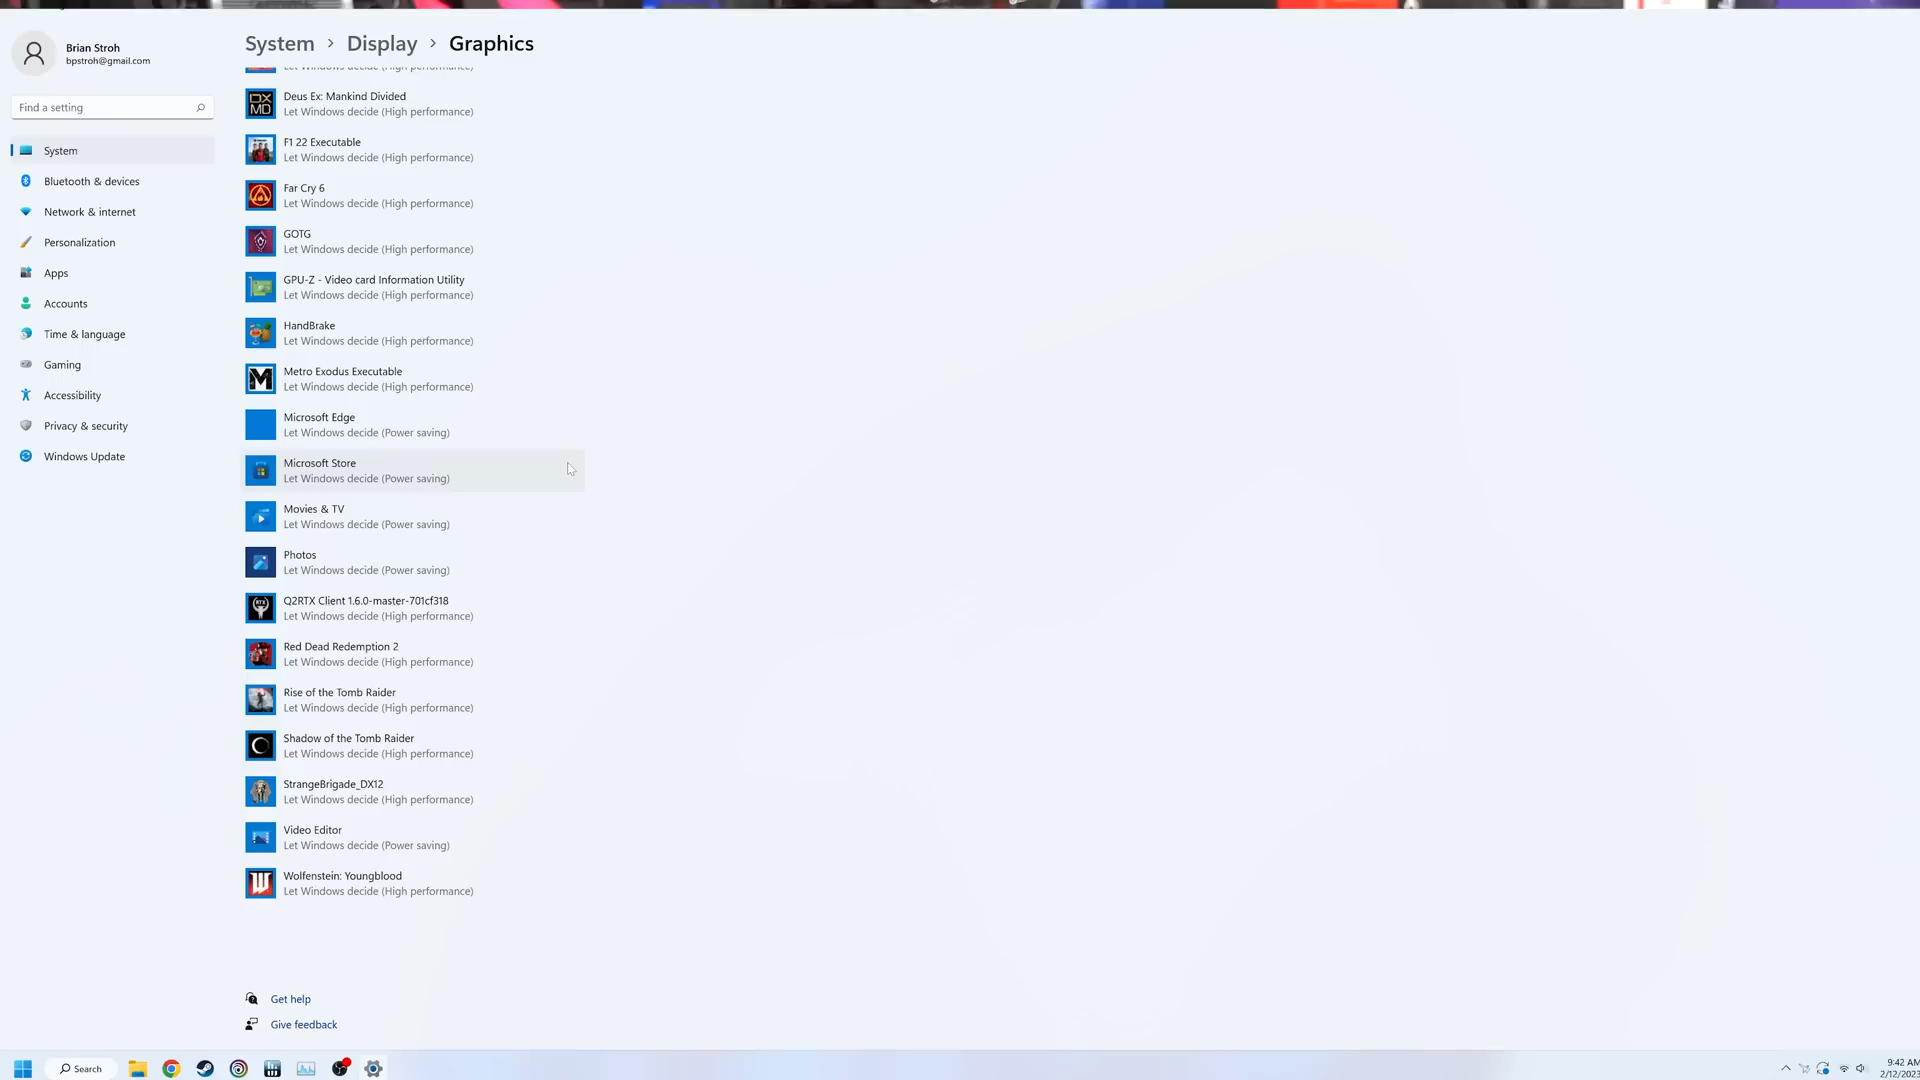 Brian Stroh
bpstroh@gmail.com
Find a setting
System
Bluetooth & devices
Network & internet
Personalization
Apps
Accounts
Time & language
Gaming
Accessibility
Privacy & security
Windows Update
System > Display > Graphics
Let Windows decide (High performance)
Deus Ex: Mankind Divided
Let Windows decide (High performance)
F1 22 Executable
Let Windows decide (High performance)
Far Cry 6
Let Windows decide (High performance)
GOTG
Let Windows decide (High performance)
GPU-Z - Video card Information Utility
Let Windows decide (High performance)
HandBrake
Let Windows decide (High performance)
Metro Exodus Executable
Let Windows decide (High performance)
Microsoft Edge
Let Windows decide (Power saving)
Microsoft Store
Let Windows decide (Power saving)
Movies & TV
Let Windows decide (Power saving)
Photos
Let Windows decide (Power saving)
Q2RTX Client 1.6.0-master-701cf318
Let Windows decide (High performance)
Red Dead Redemption 2
Let Windows decide (High performance)
Rise of the Tomb Raider
Let Windows decide (High performance)
Shadow of the Tomb Raider
Let Windows decide (High performance)
StrangeBrigade_DX12
Let Windows decide (High performance)
Video Editor
Let Windows decide (Power saving)
Wolfenstein: Youngblood
Let Windows decide (High performance)
Get help
Give feedback
Search
9:42 AM
2/12/2023